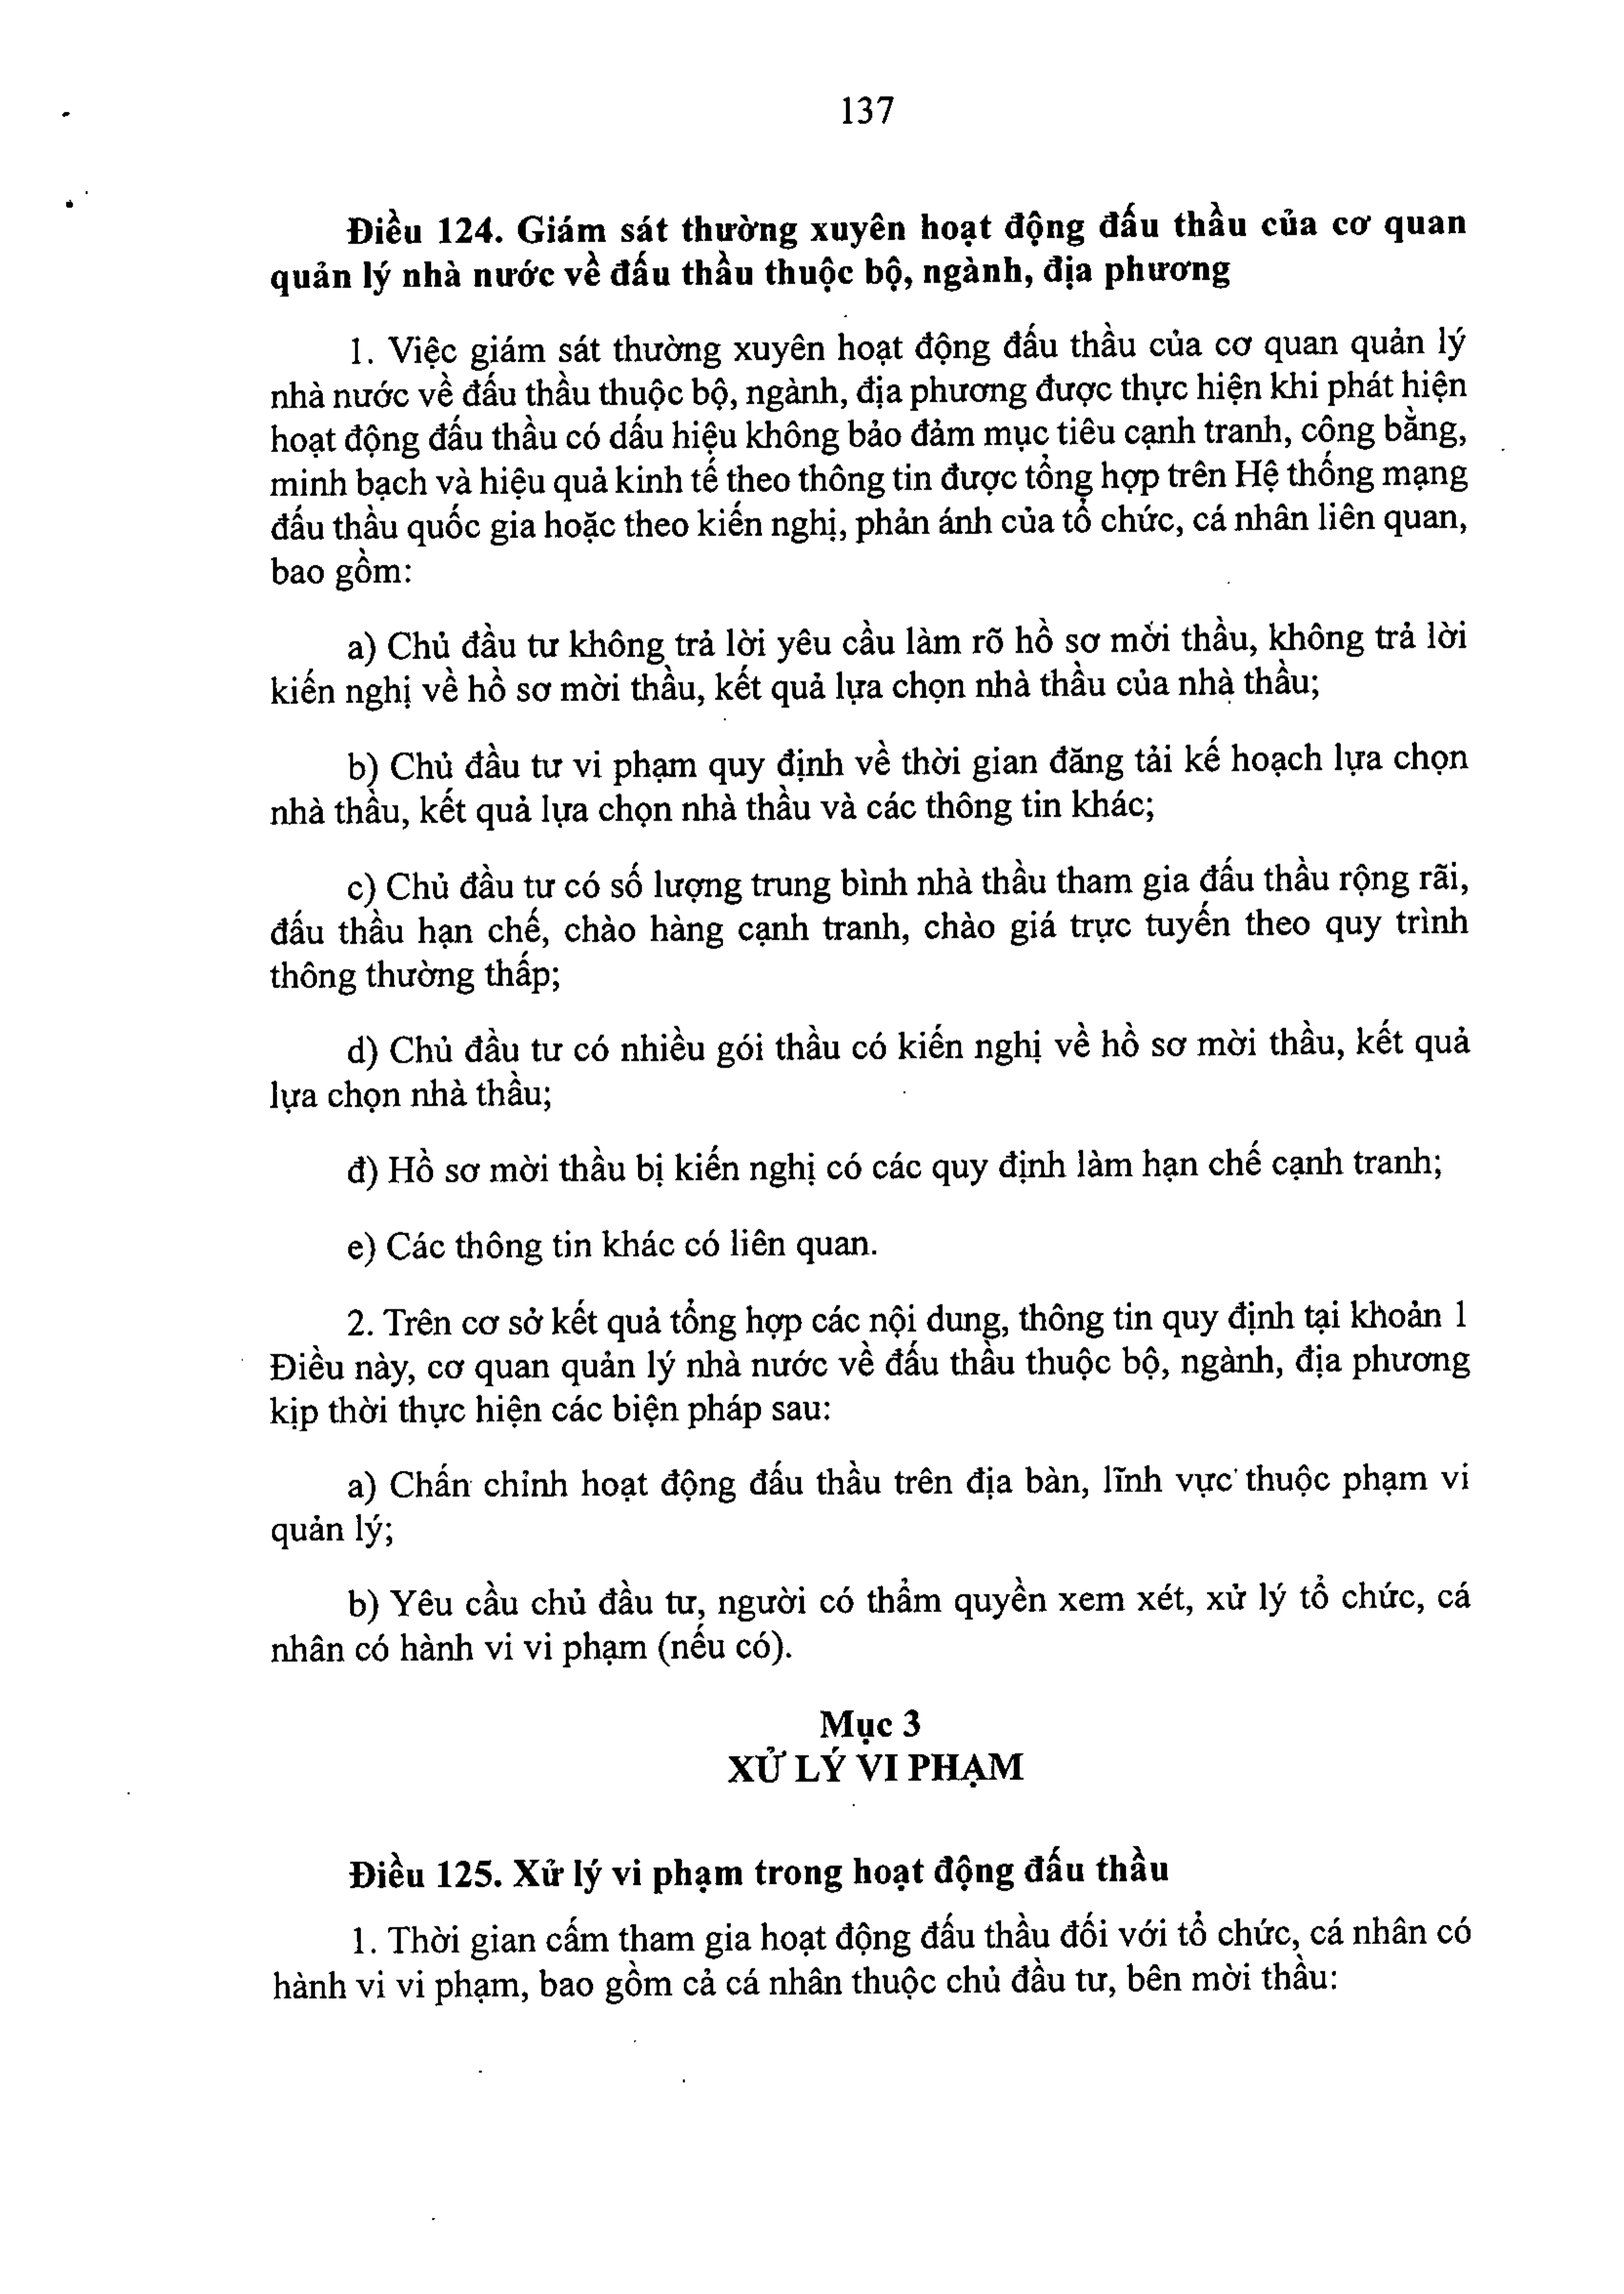 137
Điều 124. Giám sát thường xuyên hoạt động đấu thầu của cơ quan
quản lý nhà nước về đấu thầu thuộc bộ, ngành, địa phương
1. Việc giám sát thường xuyên hoạt động đấu thầu của cơ quan quản lý
nhà nước về đấu thầu thuộc bộ, ngành, địa phương được thực hiện khi phát hiện
hoạt động đấu thầu có dấu hiệu không bảo đảm mục tiêu cạnh tranh, công bằng,
minh bạch và hiệu quả kinh tế theo thông tin được tổng hợp trên Hệ thống mạng
đấu thầu quốc gia hoặc theo kiến nghị, phản ánh của tổ chức, cá nhân liên quan,
bao gồm:
a) Chủ đầu tư không trả lời yêu cầu làm rõ hồ sơ mời thầu, không trả lời
kiến nghị về hồ sơ mời thầu, kết quả lựa chọn nhà thầu của nhà thầu;
b) Chủ đầu tư vi phạm quy định về thời gian đăng tải kế hoạch lựa chọn
nhà thầu, kết quả lựa chọn nhà thầu và các thông tin khác;
c) Chủ đầu tư có số lượng trung bình nhà thầu tham gia đấu thầu rộng rãi,
đấu thầu hạn chế, chào hàng cạnh tranh, chào giá trực tuyến theo quy trình
thông thường thấp;
d) Chủ đầu tư có nhiều gói thầu có kiến nghị về hồ sơ mời thầu, kết quả
lựa chọn nhà thầu;
đ) Hồ sơ mời thầu bị kiến nghị có các quy định làm hạn chế cạnh tranh;
e) Các thông tin khác có liên quan.
2. Trên cơ sở kết quả tổng hợp các nội dung, thông tin quy định tại khoản 1
Điều này, cơ quan quản lý nhà nước về đấu thầu thuộc bộ, ngành, địa phương
kịp thời thực hiện các biện pháp sau:
a) Chấn chỉnh hoạt động đấu thầu trên địa bàn, lĩnh vực thuộc phạm vi
quản lý;
b) Yêu cầu chủ đầu tư, người có thẩm quyền xem xét, xử lý tổ chức, cá
nhân có hành vi vi phạm (nếu có).
Mục 3
XỬ LÝ VI PHẠM
Điều 125. Xử lý vi phạm trong hoạt động đấu thầu
1. Thời gian cấm tham gia hoạt động đấu thầu đối với tổ chức, cá nhân có
hành vi vi phạm, bao gồm cả cá nhân thuộc chủ đầu tư, bên mời thầu: